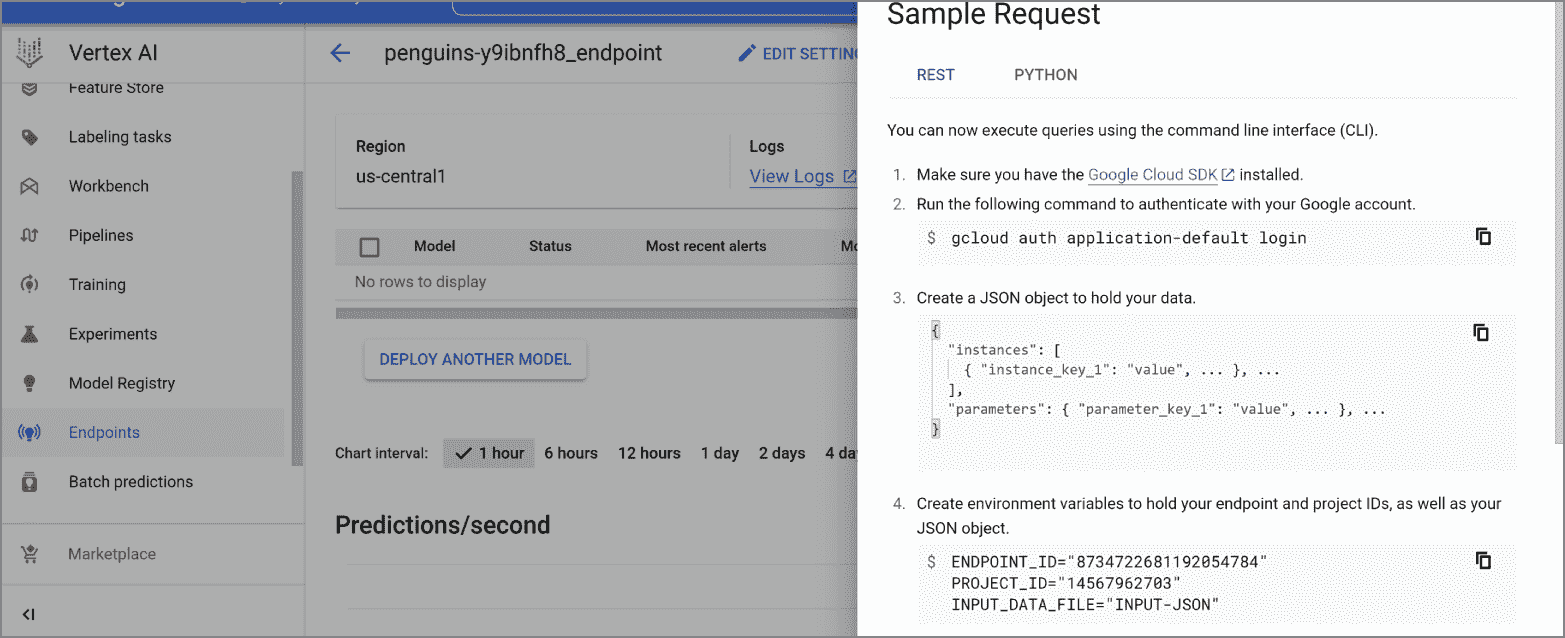 Vertex AI
Feature Store
Labeling tasks
Workbench
Pipelines
Training
Experiments
Model Registry
Endpoints
Batch predictions
Marketplace
penguins-y9ibnfh8_endpoint
EDIT
Region
us-central1
Logs
View Logs
Model Status Most recent alerts
No rows to display
DEPLOY ANOTHER MODEL
Chart interval: 1 hour 6 hours 12 hours 1 day 2 days 4
Predictions/second
Sample Request
REST PYTHON
You can now execute queries using the command line interface (CLI).
1. Make sure you have the Google Cloud SDK installed.
2. Run the following command to authenticate with your Google account.
$ gcloud auth application-default login
3. Create a JSON object to hold your data.
{
"instances": [
{ "instance_key_1": "value", ... }, ...
],
"parameters": { "parameter_key_1": "value", ... }, ...
}
4. Create environment variables to hold your endpoint and project IDs, as well as your
JSON object.
$ ENDPOINT_ID="8734722681192054784"
PROJECT_ID="14567962703"
INPUT_DATA_FILE="INPUT-JSON"